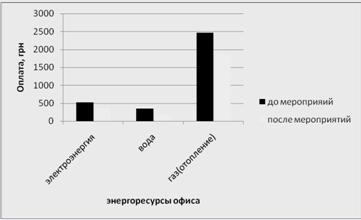 Оплата, грн
3000
2500
2000
1500
1000
500
0
электроэнергия
вода
газ(отопление)
энергоресурсы офиса
до мероприяий
после мероприятий